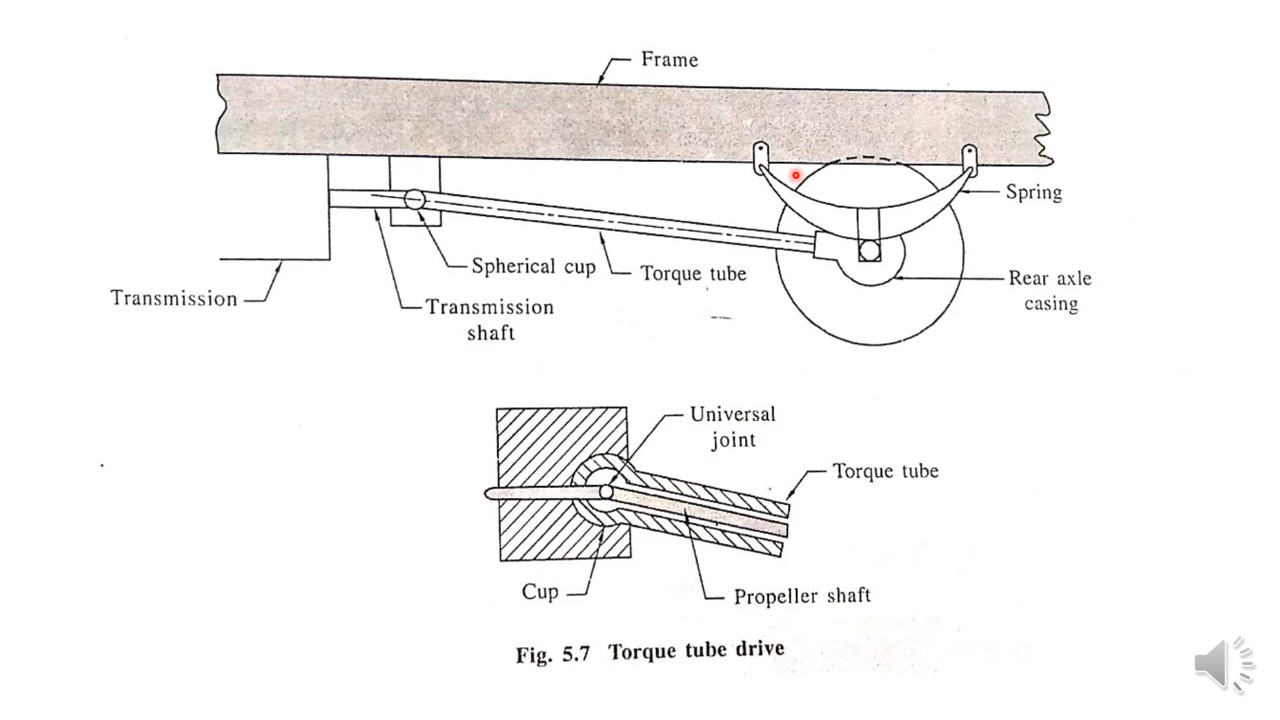 Frame
Spring
Spherical cup
Torque tube
Rear axle
casing
Transmission
Transmission
shaft
Universal
joint
Torque tube
Cup
Propeller shaft
Fig. 5.7 Torque tube drive